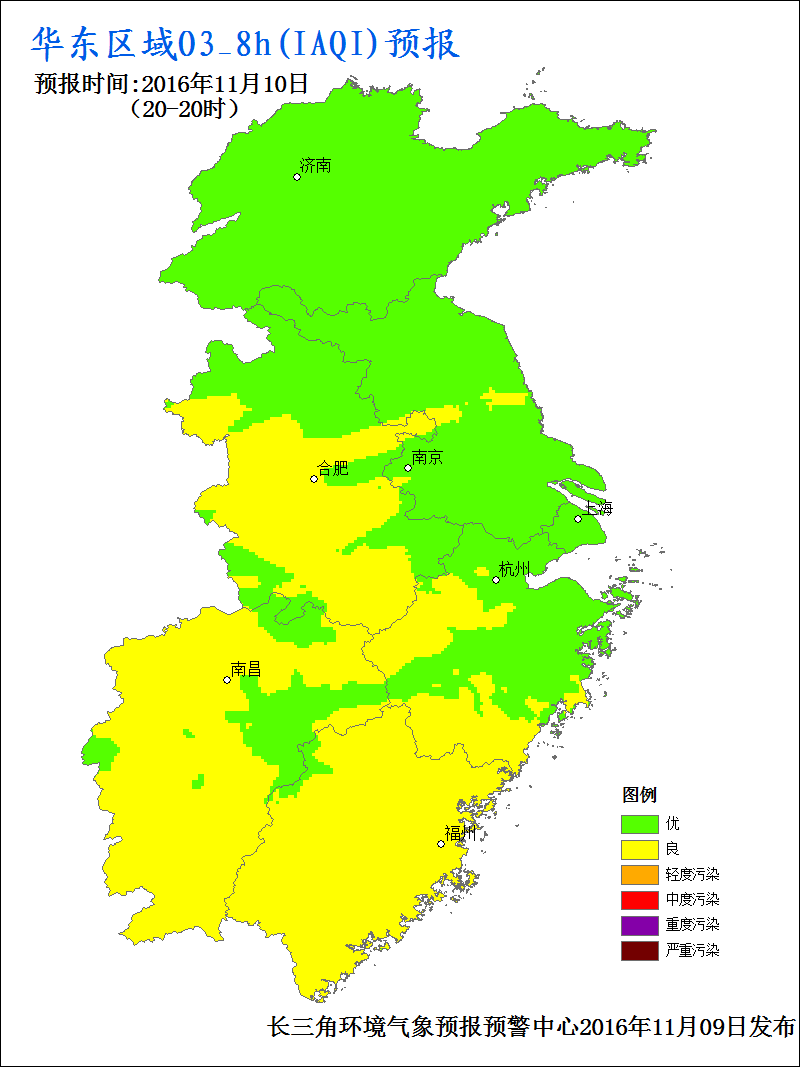 华东区域O3_8h(IAQI)预报
预报时间:2016年11月10日
（20-20时）
济南
南京
合肥
上海
杭州
南昌
福州
图例
优
良
轻度污染
中度污染
重度污染
严重污染
长三角环境气象预报预警中心2016年11月09日发布